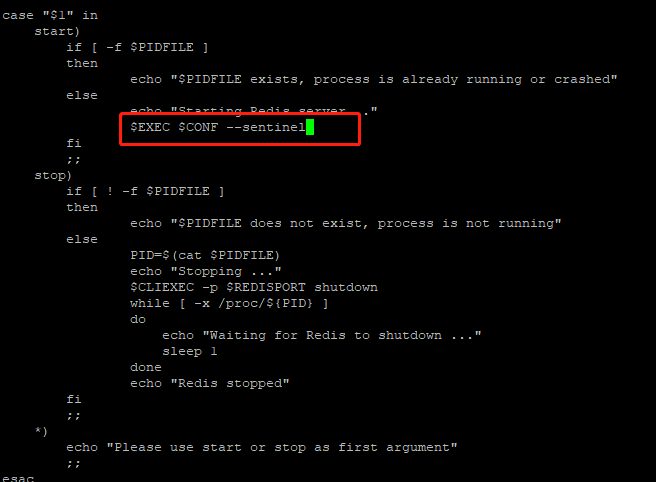 case "$1" in
    start)
        if [ -f $PIDFILE ]
        then
                echo "$PIDFILE exists, process is already running or crashed"
        else
                echo "Starting Redis server..."
                $EXEC $CONF --sentinel
        fi
        ;;
    stop)
        if [ ! -f $PIDFILE ]
        then
                echo "$PIDFILE does not exist, process is not running"
        else
                PID=$(cat $PIDFILE)
                echo "Stopping ..."
                $CLIEXEC -p $REDISPORT shutdown
                while [ -x /proc/${PID} ]
                do
                    echo "Waiting for Redis to shutdown ..."
                    sleep 1
                done
                echo "Redis stopped"
        fi
        ;;
    *)
        echo "Please use start or stop as first argument"
        ;;
esac